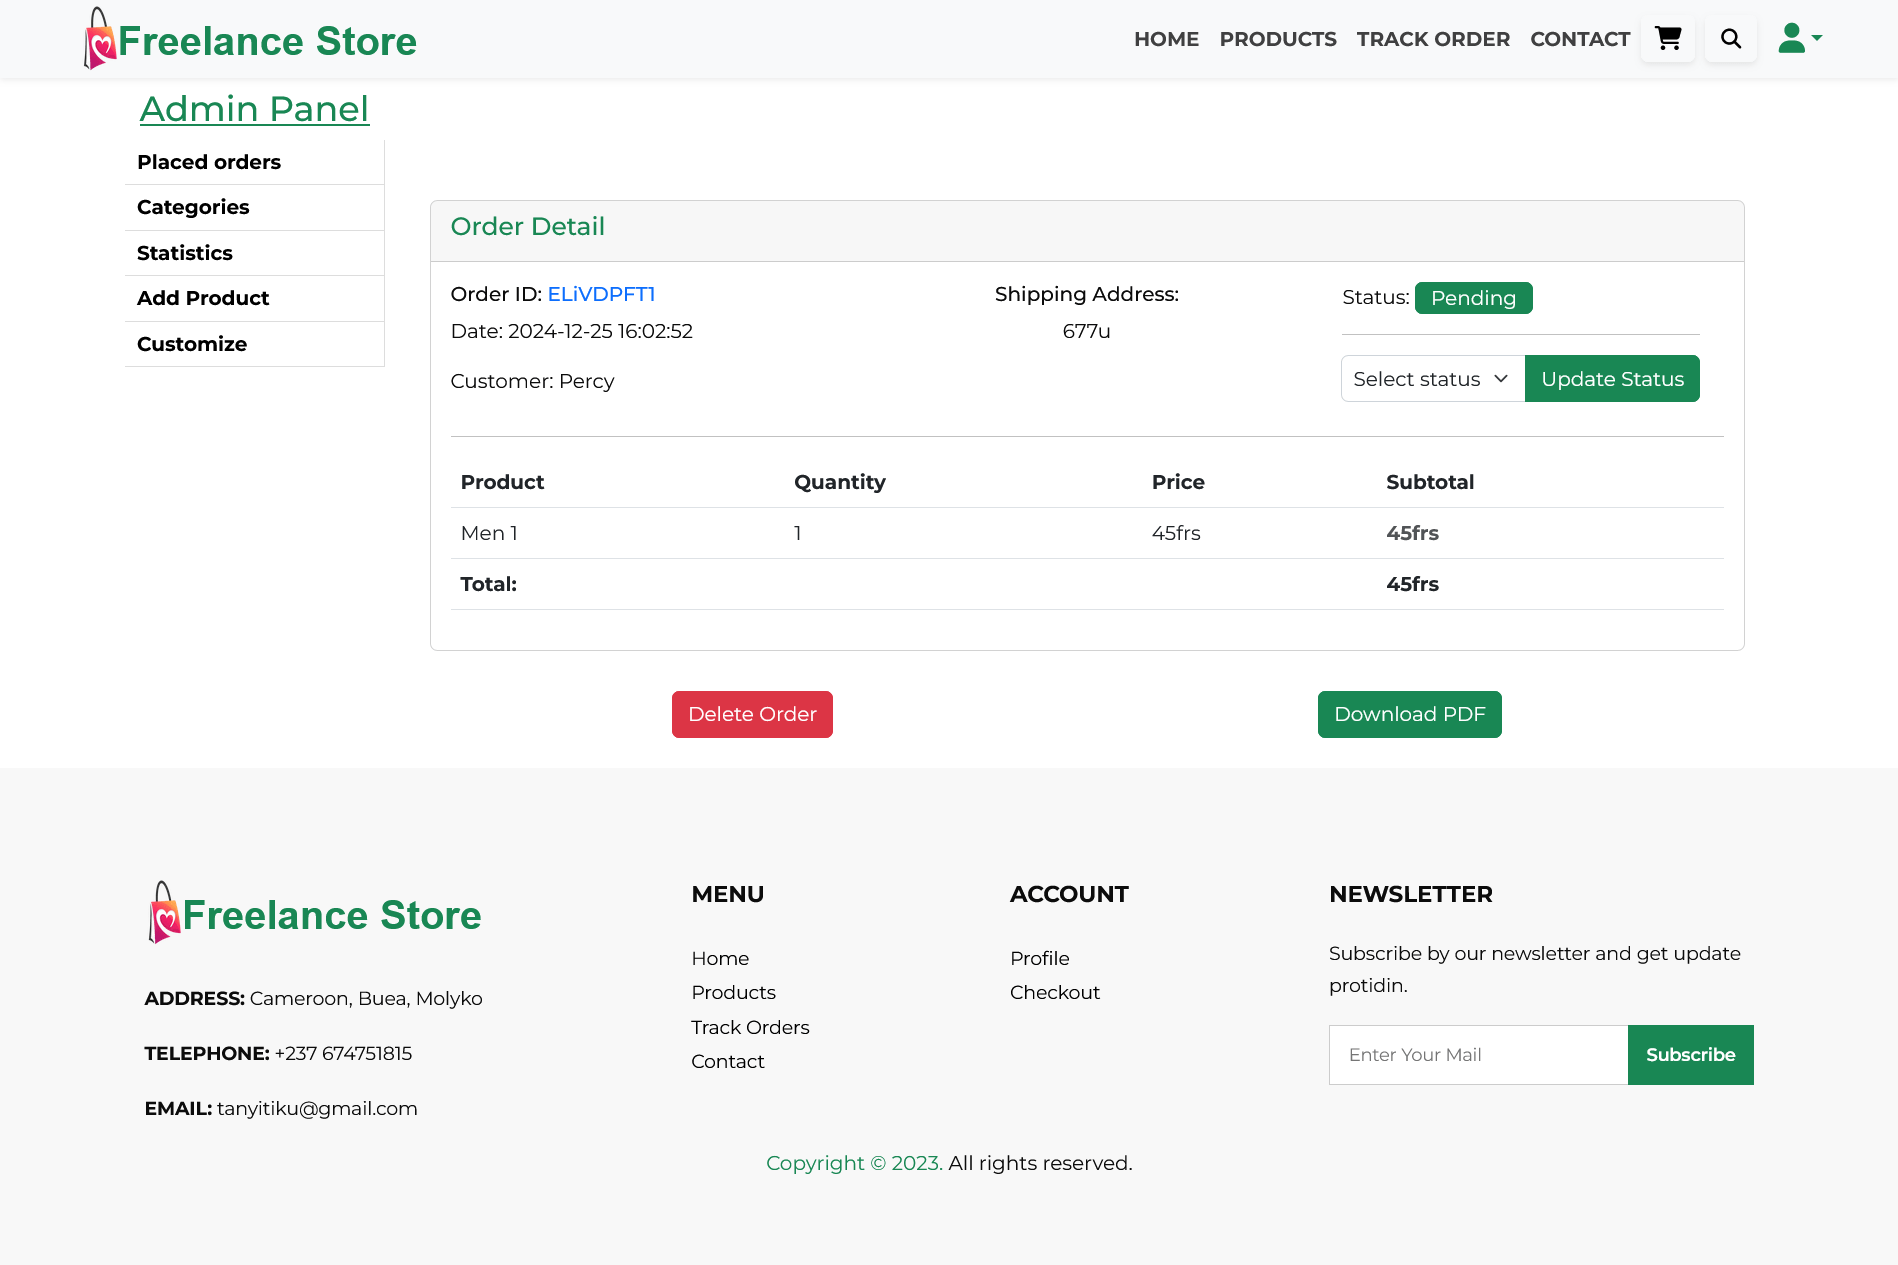 Freelance Store
HOME PRODUCTS TRACK ORDER CONTACT
Admin Panel
Placed orders
Categories
Statistics
Add Product
Customize
Order Detail
Order ID: ELiVDPFT1
Date: 2024-12-25 16:02:52
Customer: Percy
Shipping Address:
677u
Status: Pending
Select status Update Status
Product Quantity Price Subtotal
Men 1 1 45frs 45frs
Total: 45frs
Delete Order Download PDF
Freelance Store
ADDRESS: Cameroon, Buea, Molyko
TELEPHONE: +237 674751815
EMAIL: tanyitiku@gmail.com
MENU
Home
Products
Track Orders
Contact
ACCOUNT
Profile
Checkout
NEWSLETTER
Subscribe by our newsletter and get update
protidin.
Enter Your Mail Subscribe
Copyright © 2023. All rights reserved.